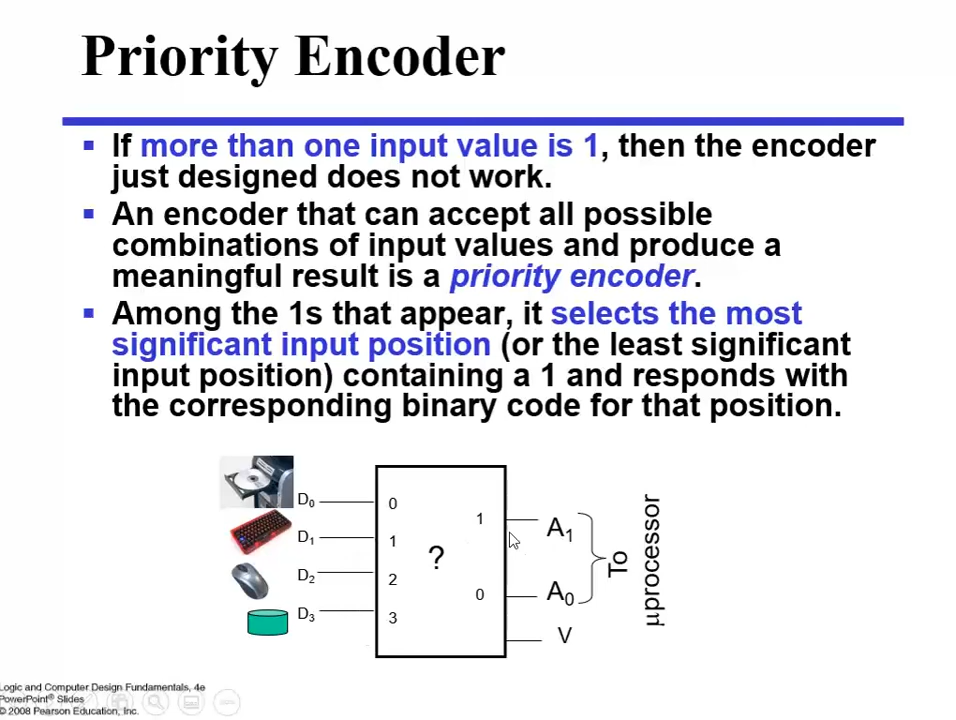 Priority Encoder
▪ If more than one input value is 1, then the encoder
just designed does not work.
▪ An encoder that can accept all possible
combinations of input values and produce a
meaningful result is a priority encoder.
▪ Among the 1s that appear, it selects the most
significant input position (or the least significant
input position) containing a 1 and responds with
the corresponding binary code for that position.
D0 0
1 A1
D1 1
?
D2 2
0 A0
D3 3
V
To
μprocessor
Logic and Computer Design Fundamentals, 4e
PowerPoint® Slides
© 2008 Pearson Education, Inc.